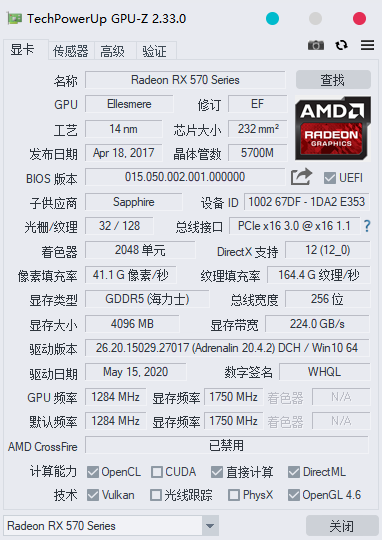 TechPowerUp GPU-Z 2.33.0
显卡 传感器 高级 验证
名称 Radeon RX 570 Series 查找
GPU Ellesmere 修订 EF
工艺 14 nm 芯片大小 232 mm²
发布日期 Apr 18, 2017 晶体管数 5700M
AMD
RADEON
GRAPHICS
BIOS 版本 015.050.002.001.000000 UEFI
子供应商 Sapphire 设备 ID 1002 67DF - 1DA2 E353
光栅/纹理 32 / 128 总线接口 PCIe x16 3.0 @ x16 1.1 ?
着色器 2048 单元 DirectX 支持 12 (12_0)
像素填充率 41.1 G 像素/秒 纹理填充率 164.4 G 纹理/秒
显存类型 GDDR5 (海力士) 总线宽度 256 位
显存大小 4096 MB 显存带宽 224.0 GB/s
驱动版本 26.20.15029.27017 (Adrenalin 20.4.2) DCH / Win10 64
驱动日期 May 15, 2020 数字签名 WHQL
GPU 频率 1284 MHz 显存频率 1750 MHz 着色器 N/A
默认频率 1284 MHz 显存频率 1750 MHz 着色器 N/A
AMD CrossFire 已禁用
计算能力 OpenCL CUDA 直接计算 DirectML
技术 Vulkan 光线跟踪 PhysX OpenGL 4.6
Radeon RX 570 Series 关闭